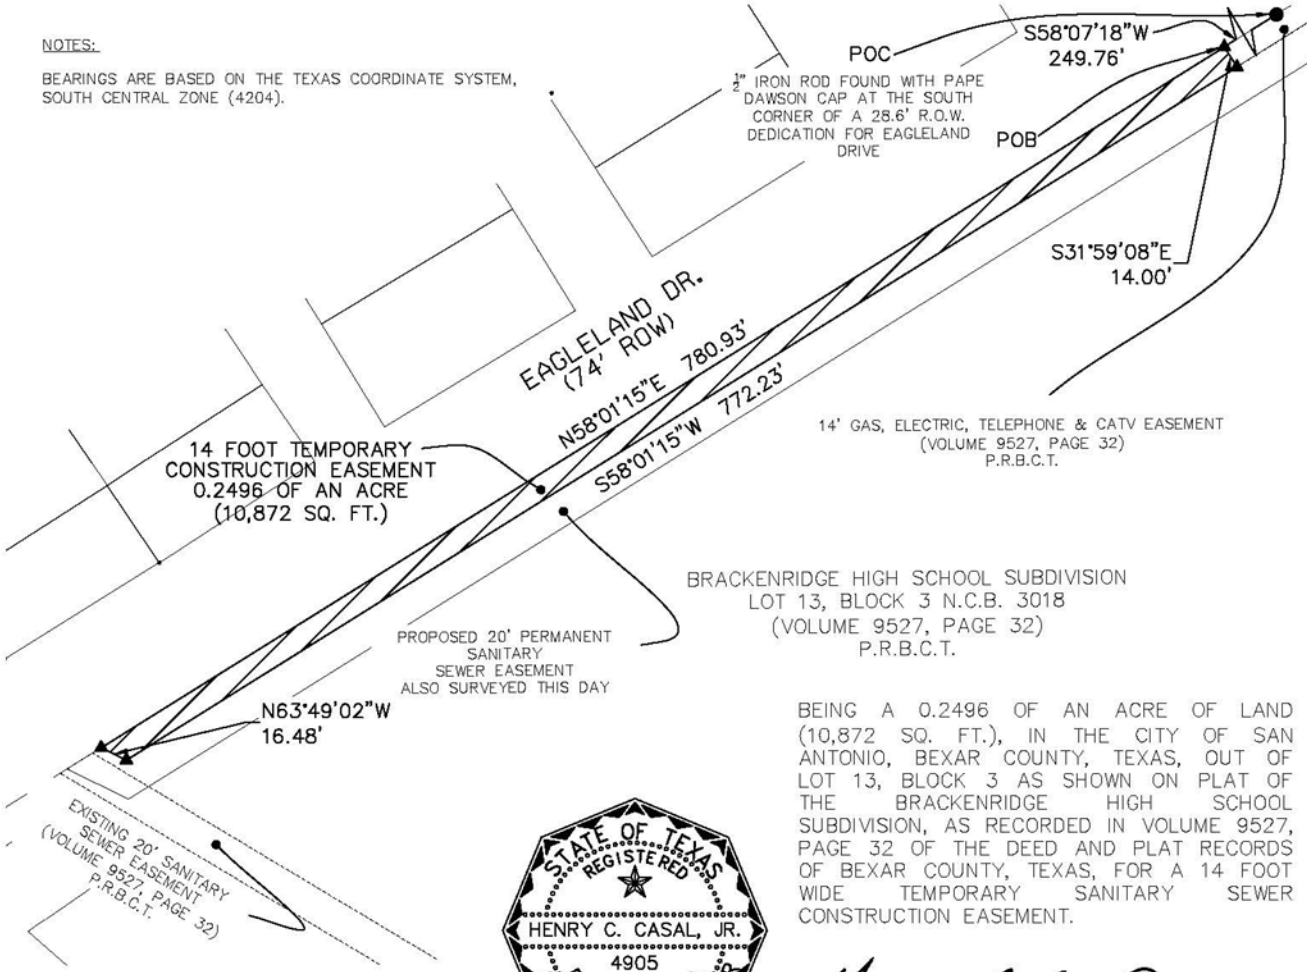 NOTES:
BEARINGS ARE BASED ON THE TEXAS COORDINATE SYSTEM,
SOUTH CENTRAL ZONE (4204).
POC
1/2" IRON ROD FOUND WITH PAPE
DAWSON CAP AT THE SOUTH
CORNER OF A 28.6' R.O.W.
DEDICATION FOR EAGLELAND
DRIVE
S58°07'18"W
249.76'
POB
S31°59'08"E
14.00'
EAGLELAND DR.
(74' ROW)
N58°01'15"E 780.93'
S58°01'15"W 772.23'
14' GAS, ELECTRIC, TELEPHONE & CATV EASEMENT
(VOLUME 9527, PAGE 32)
P.R.B.C.T.
14 FOOT TEMPORARY
CONSTRUCTION EASEMENT
0.2496 OF AN ACRE
(10,872 SQ. FT.)
BRACKENRIDGE HIGH SCHOOL SUBDIVISION
LOT 13, BLOCK 3 N.C.B. 3018
(VOLUME 9527, PAGE 32)
P.R.B.C.T.
PROPOSED 20' PERMANENT
SANITARY
SEWER EASEMENT
ALSO SURVEYED THIS DAY
N63°49'02"W
16.48'
EXISTING 20' SANITARY
SEWER EASEMENT
(VOLUME 9527, PAGE 32)
P.R.B.C.T.
BEING A 0.2496 OF AN ACRE OF LAND
(10,872 SQ. FT.), IN THE CITY OF SAN
ANTONIO, BEXAR COUNTY, TEXAS, OUT OF
LOT 13, BLOCK 3 AS SHOWN ON PLAT OF
THE BRACKENRIDGE HIGH SCHOOL
SUBDIVISION, AS RECORDED IN VOLUME 9527,
PAGE 32 OF THE DEED AND PLAT RECORDS
OF BEXAR COUNTY, TEXAS, FOR A 14 FOOT
WIDE TEMPORARY SANITARY SEWER
CONSTRUCTION EASEMENT.
STATE OF TEXAS
REGISTERED
HENRY C. CASAL, JR.
4905